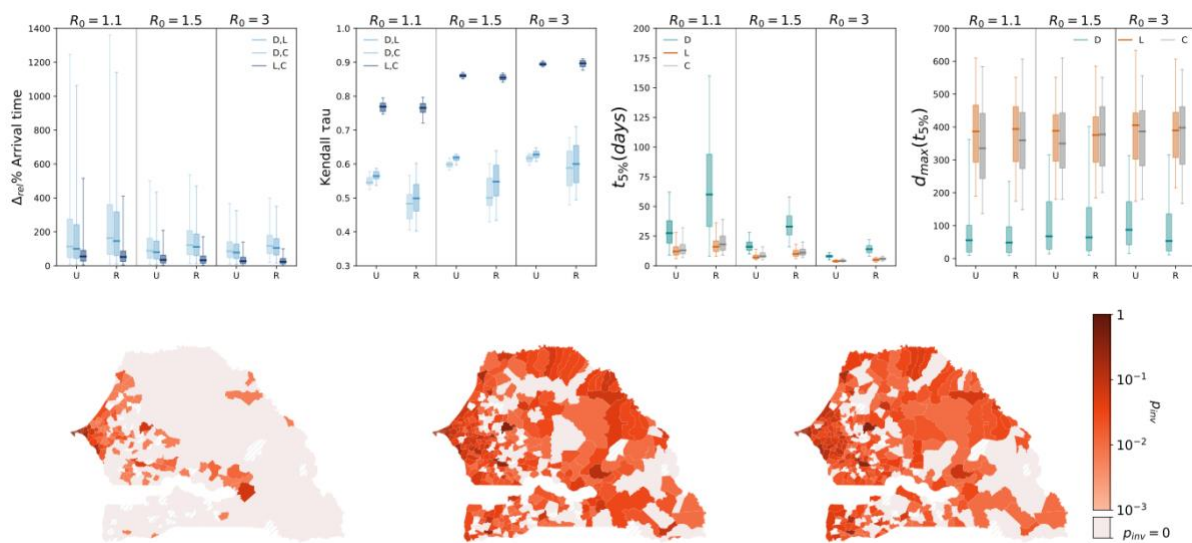 R₀ = 1.1 R₀ = 1.5 R₀ = 3
1400
1200
1000
800
600
400
200
0
Δrel% Arrival time
D,L
D,C
L,C
U R U R U R
R₀ = 1.1 R₀ = 1.5 R₀ = 3
1.0
0.9
0.8
0.7
0.6
0.5
0.4
0.3
Kendall τau
D,L
D,C
L,C
U R U R U R
R₀ = 1.1 R₀ = 1.5 R₀ = 3
200
175
150
125
100
75
50
25
0
t5%(days)
D
L
C
U R U R U R
R₀ = 1.1 R₀ = 1.5 R₀ = 3
700
600
500
400
300
200
100
0
dmax(t5%)
D L C
U R U R U R
1
10⁻¹
10⁻²
10⁻³
pinv
pinv = 0